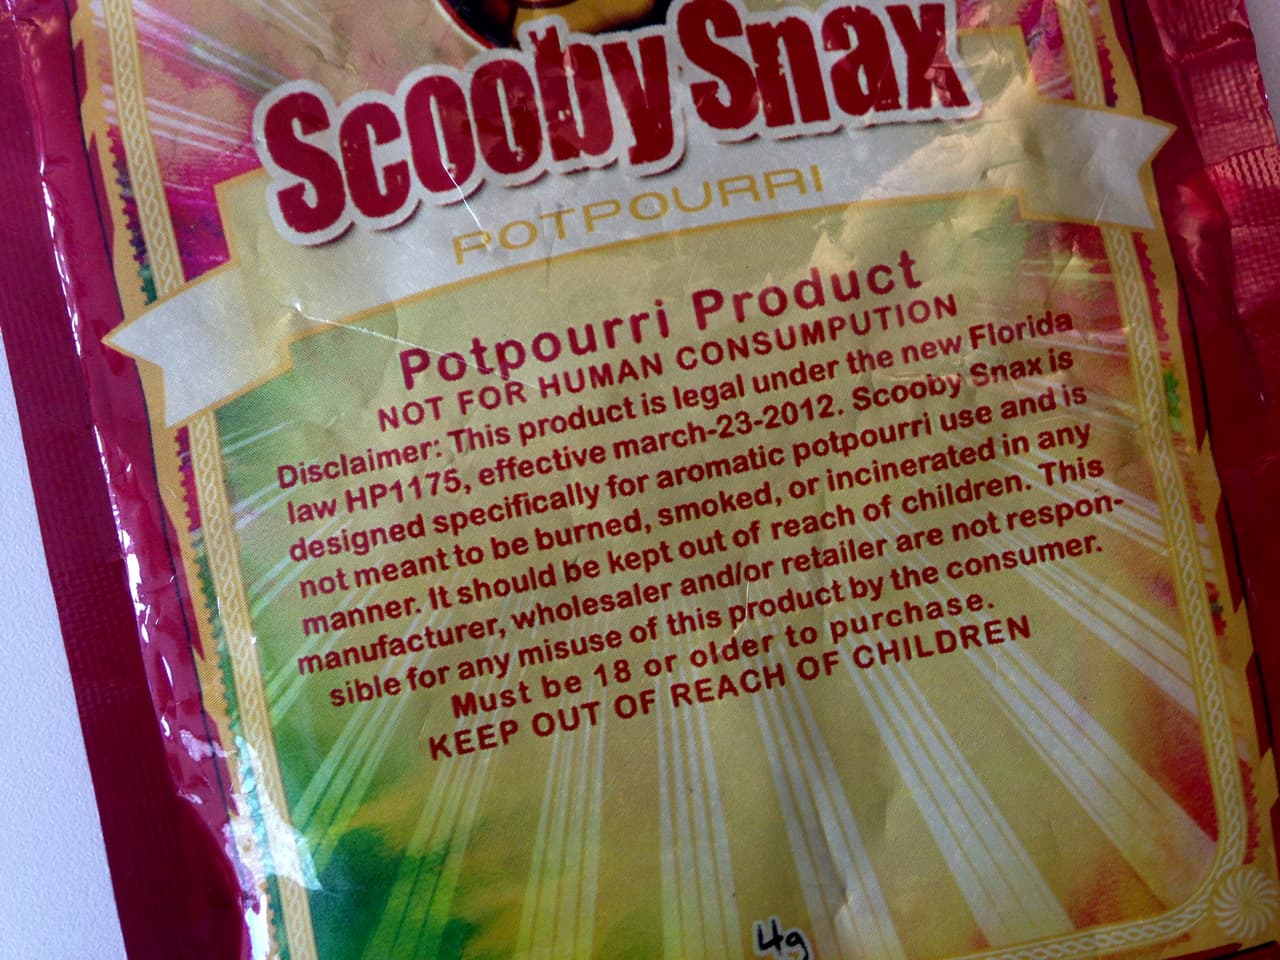 Scooby Snax
POTPOURRI
Potpourri Product
NOT FOR HUMAN CONSUMPUTION
Disclaimer: This product is legal under the new Florida
law HP1175, effective march-23-2012. Scooby Snax is
designed specifically for aromatic potpourri use and is
not meant to be burned, smoked, or incinerated in any
manner. It should be kept out of reach of children. This
manufacturer, wholesaler and/or retailer are not respon-
sible for any misuse of this product by the consumer.
Must be 18 or older to purchase.
KEEP OUT OF REACH OF CHILDREN
4g